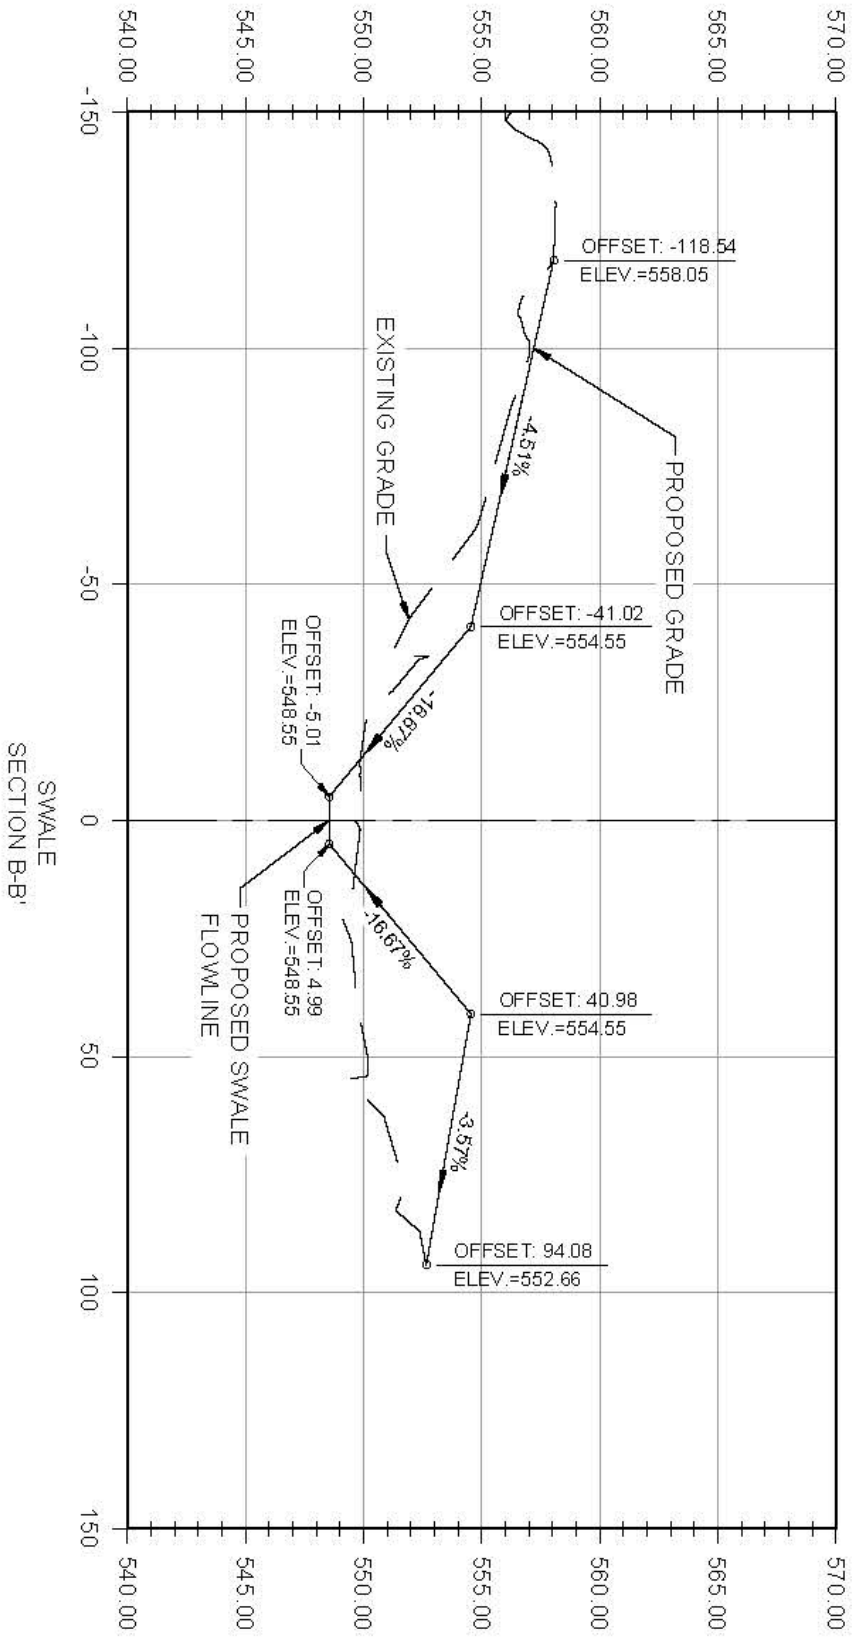 570.00
565.00
560.00
555.00
550.00
545.00
540.00
570.00
565.00
560.00
555.00
550.00
545.00
540.00
OFFSET: -118.54
ELEV.=558.05
PROPOSED GRADE
-4.51%
EXISTING GRADE
OFFSET: -41.02
ELEV.=554.55
-16.67%
OFFSET: -5.01
ELEV.=548.55
OFFSET: 4.99
ELEV.=548.55
PROPOSED SWALE
FLOWLINE
-16.67%
OFFSET: 40.98
ELEV.=554.55
-3.57%
OFFSET: 94.08
ELEV.=552.66
-150
-100
-50
0
50
100
150
SWALE
SECTION B-B'